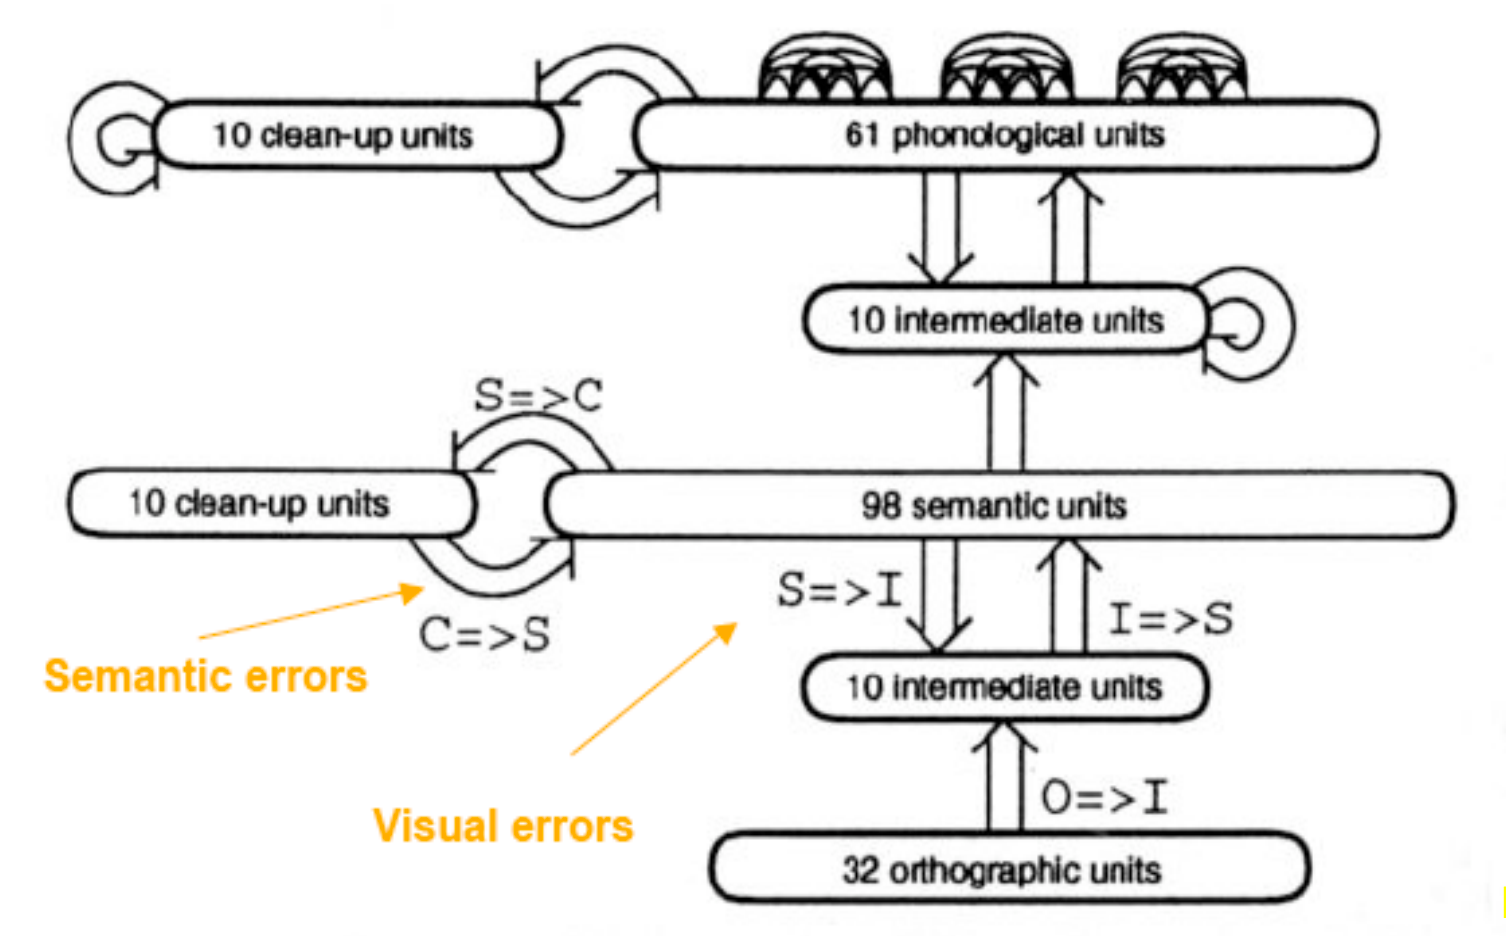 10 clean-up units
61 phonological units
10 intermediate units
S=>C
10 clean-up units
98 semantic units
S=>I
I=>S
C=>S
Semantic errors
10 intermediate units
O=>I
Visual errors
32 orthographic units